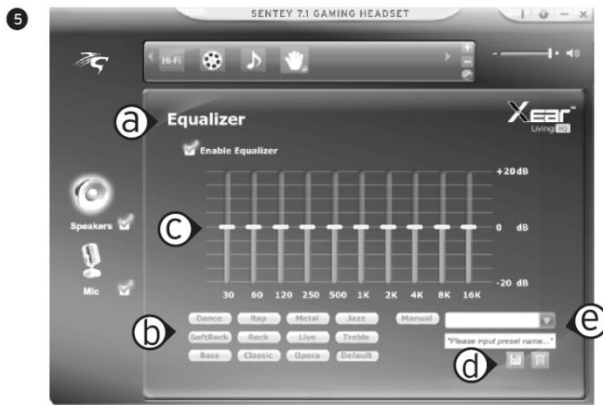 5
SENTEY 7.1 GAMING HEADSET
i
Hi-Fi
a
Equalizer
Xear™
Living HQ
Enable Equalizer
+20 dB
c
0 dB
-20 dB
Speakers
Mic
30 60 120 250 500 1K 2K 4K 8K 16K
b
Dance Rap Metal Jazz Manual
e
SoftRock Rock Live Treble
"Please input preset name..."
Bass Classic Opera Default
d